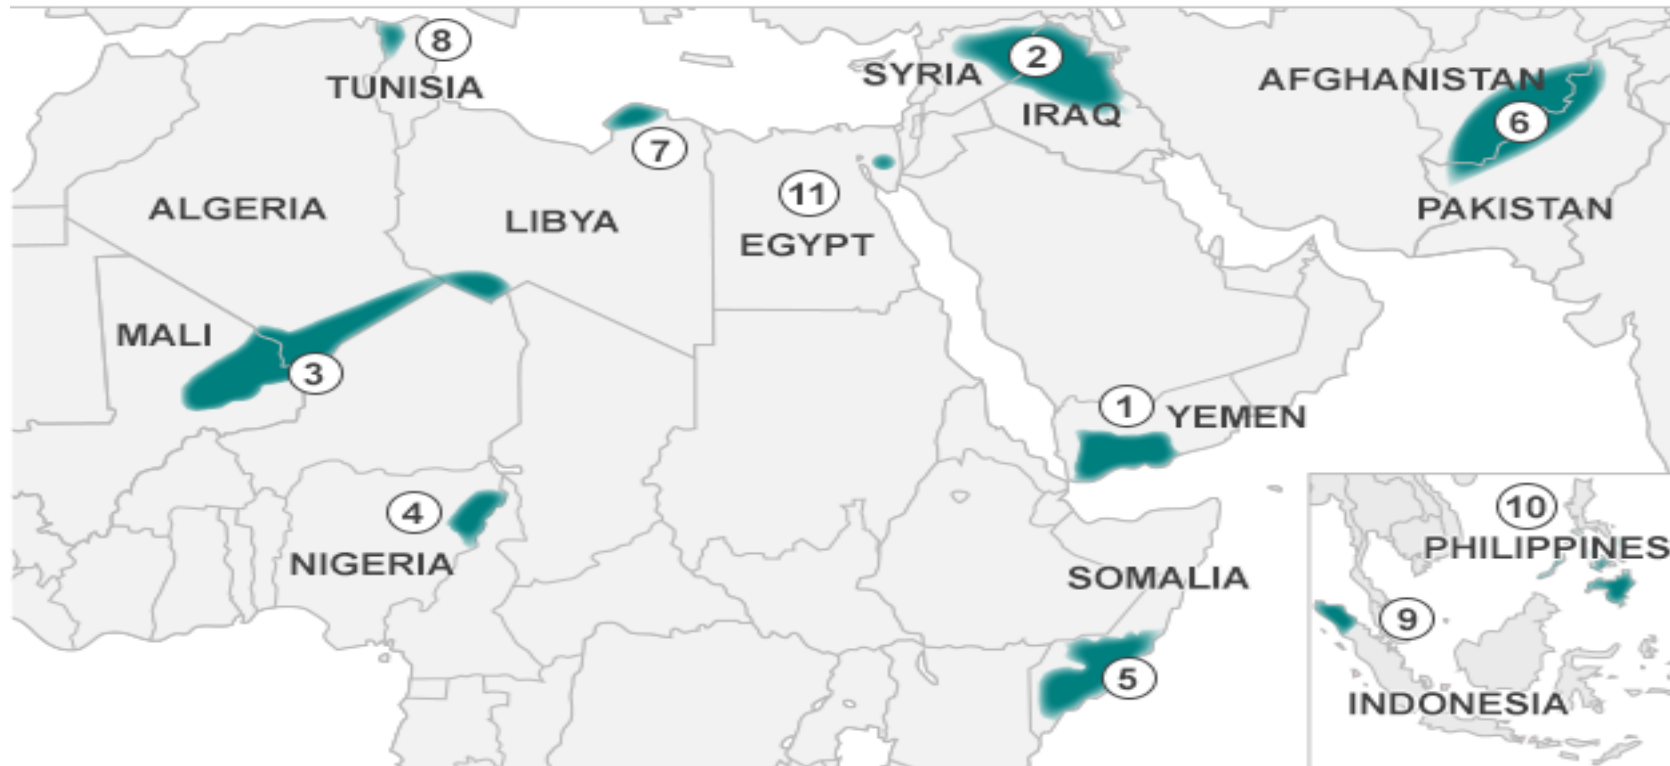 8
TUNISIA
2
SYRIA
IRAQ
AFGHANISTAN
6
PAKISTAN
7
ALGERIA
LIBYA
11
EGYPT
MALI
3
1
YEMEN
4
NIGERIA
SOMALIA
5
10
PHILIPPINES
9
INDONESIA